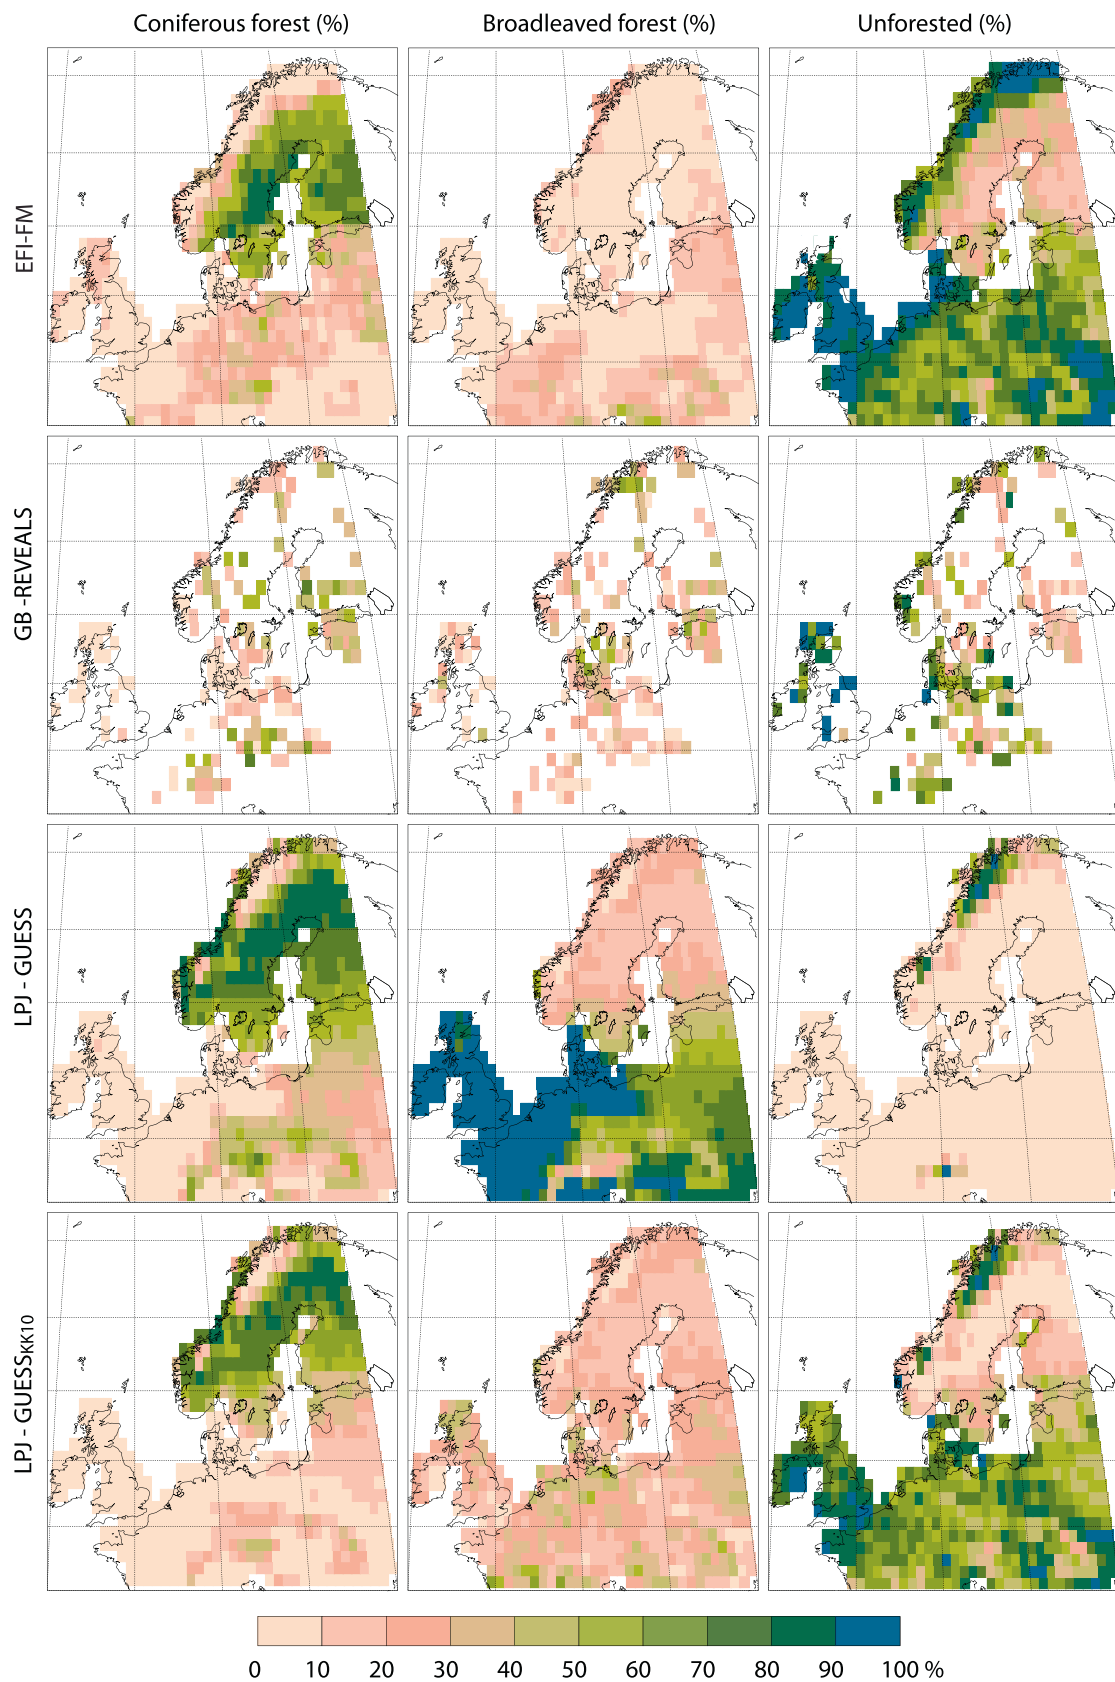 Coniferous forest (%) Broadleaved forest (%) Unforested (%)
EFI-FM
GB-REVEALS
LPJ - GUESS
LPJ - GUESSKK10
0 10 20 30 40 50 60 70 80 90 100 %